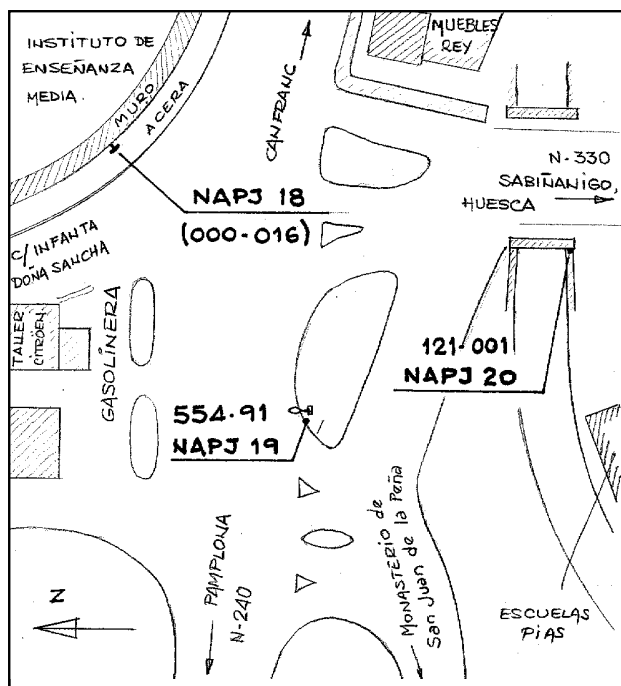 INSTITUTO DE
ENSEÑANZA
MEDIA.
MURO
ACERA
CANFRANC
MUEBLES
REY
N-330
SABIÑANIGO,
HUESCA
NAPJ 18
(000-016)
C/ INFANTA
DOÑA SANCHA
TALLER
CITRÖEN.
GASOLINERA
121-001
NAPJ 20
554-91
NAPJ 19
PAMPLONA
N-240
MONASTERIO de
San Juan de la Peña
N
ESCUELAS
PIAS